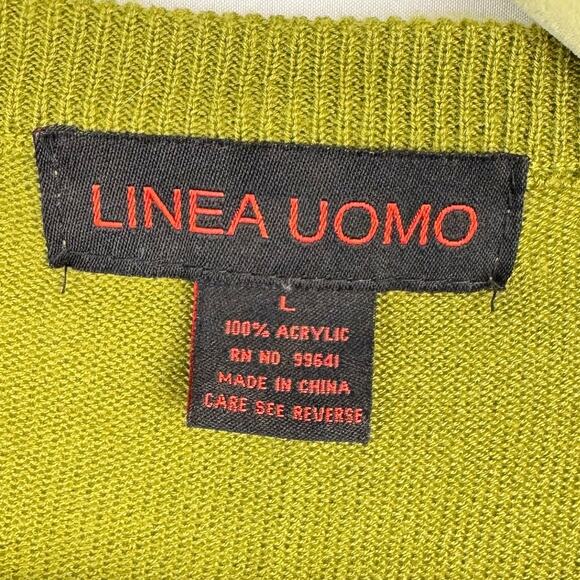 LINEA UOMO
L
100% ACRYLIC
RN NO. 99641
MADE IN CHINA
CARE SEE REVERSE